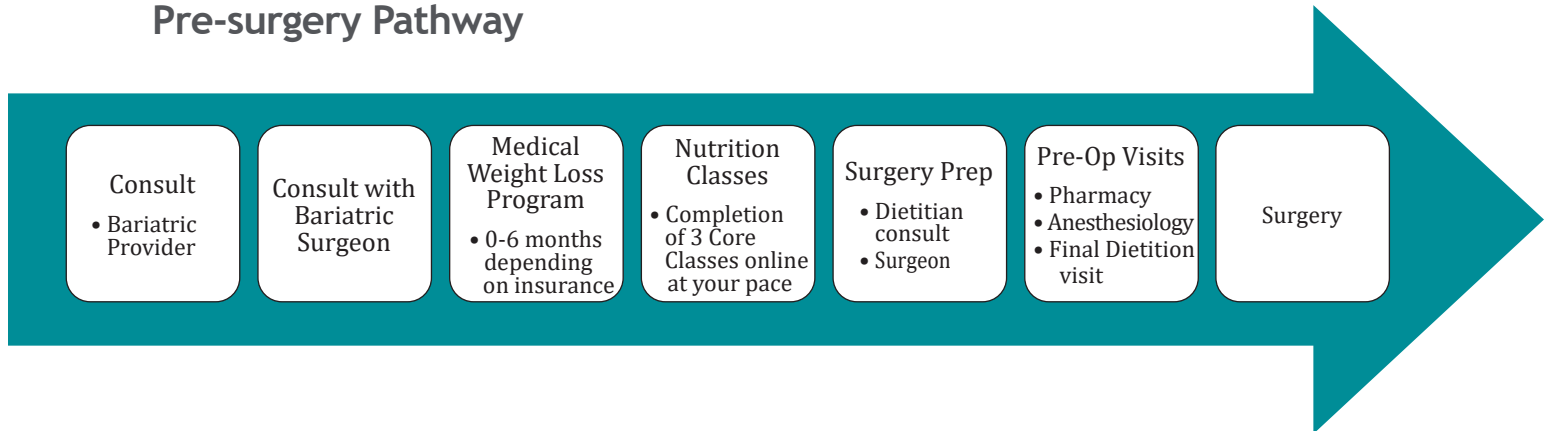 Pre-surgery Pathway
Consult
• Bariatric
Provider
Consult with
Bariatric
Surgeon
Medical
Weight Loss
Program
• 0-6 months
depending
on insurance
Nutrition
Classes
• Completion
of 3 Core
Classes online
at your pace
Surgery Prep
• Dietitian
consult
• Surgeon
Pre-Op Visits
• Pharmacy
• Anesthesiology
• Final Dietition
visit
Surgery